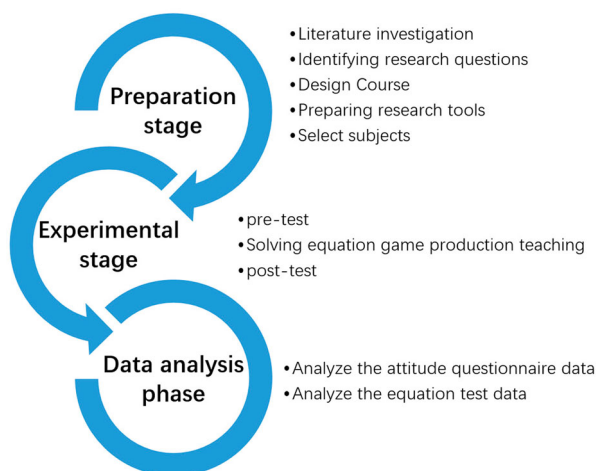 Preparation
stage
•Literature investigation
•Identifying research questions
•Design Course
•Preparing research tools
•Select subjects
Experimental
stage
•pre-test
•Solving equation game production teaching
•post-test
Data analysis
phase
•Analyze the attitude questionnaire data
•Analyze the equation test data